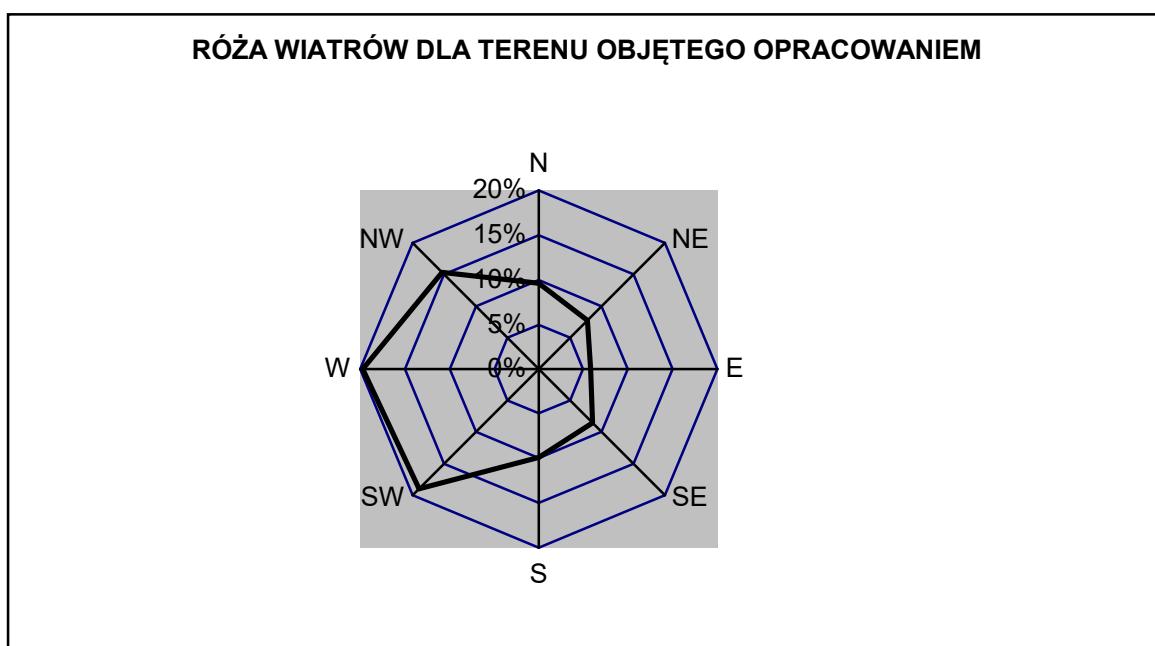 RÓŻA WIATRÓW DLA TERENU OBJĘTEGO OPRACOWANIEM
N
20%
NW
15%
NE
10%
5%
W
0%
E
SW
SE
S